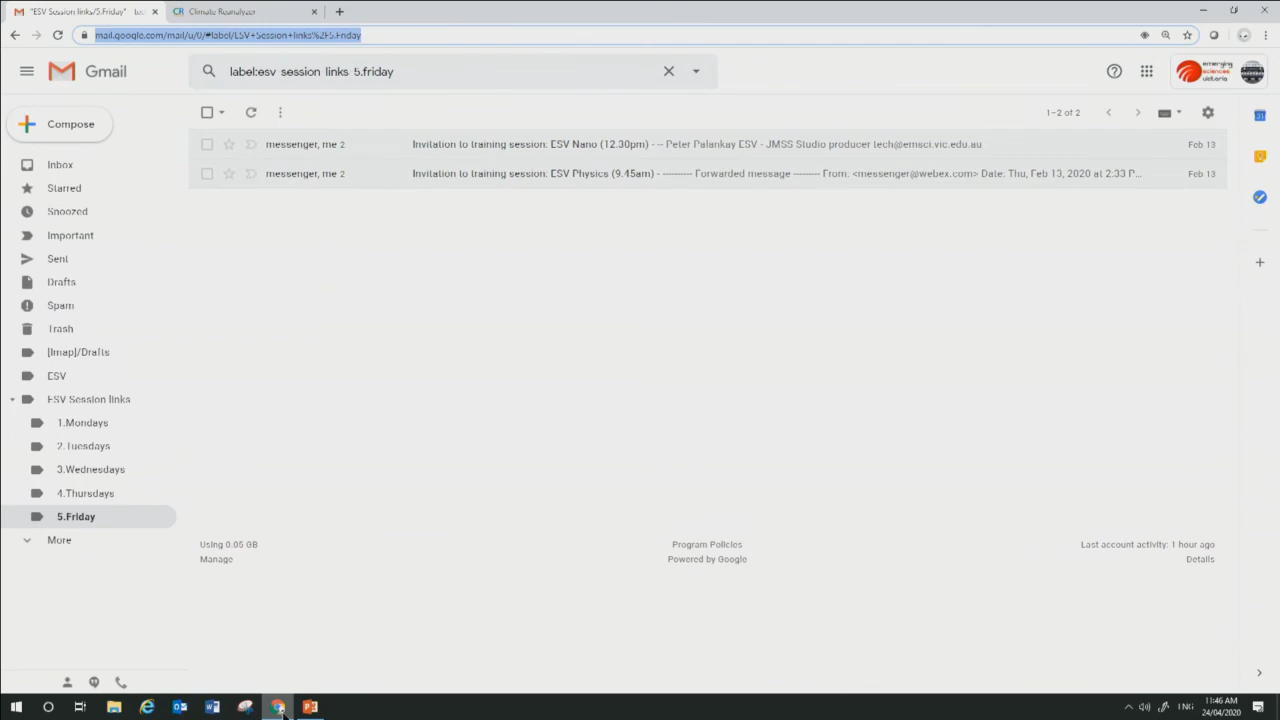 "ESV Session links/5.Friday" - tec
Climate Reanalyzer
mail.google.com/mail/u/0/#label/ESV+Session+links%2F5.Friday
Gmail
label:esv session links 5.friday
emerging sciences victoria
Compose
1–2 of 2
messenger, me 2 Invitation to training session: ESV Nano (12.30pm) - -- Peter Palankay ESV - JMSS Studio producer tech@emsci.vic.edu.au Feb 13
messenger, me 2 Invitation to training session: ESV Physics (9.45am) - ---------- Forwarded message --------- From: <messenger@webex.com> Date: Thu, Feb 13, 2020 at 2:33 P... Feb 13
Inbox
Starred
Snoozed
Important
Sent
Drafts
Spam
Trash
[Imap]/Drafts
ESV
ESV Session links
1.Mondays
2.Tuesdays
3.Wednesdays
4.Thursdays
5.Friday
More
Using 0.05 GB
Manage
Program Policies
Powered by Google
Last account activity: 1 hour ago
Details
ENG
11:46 AM
24/04/2020